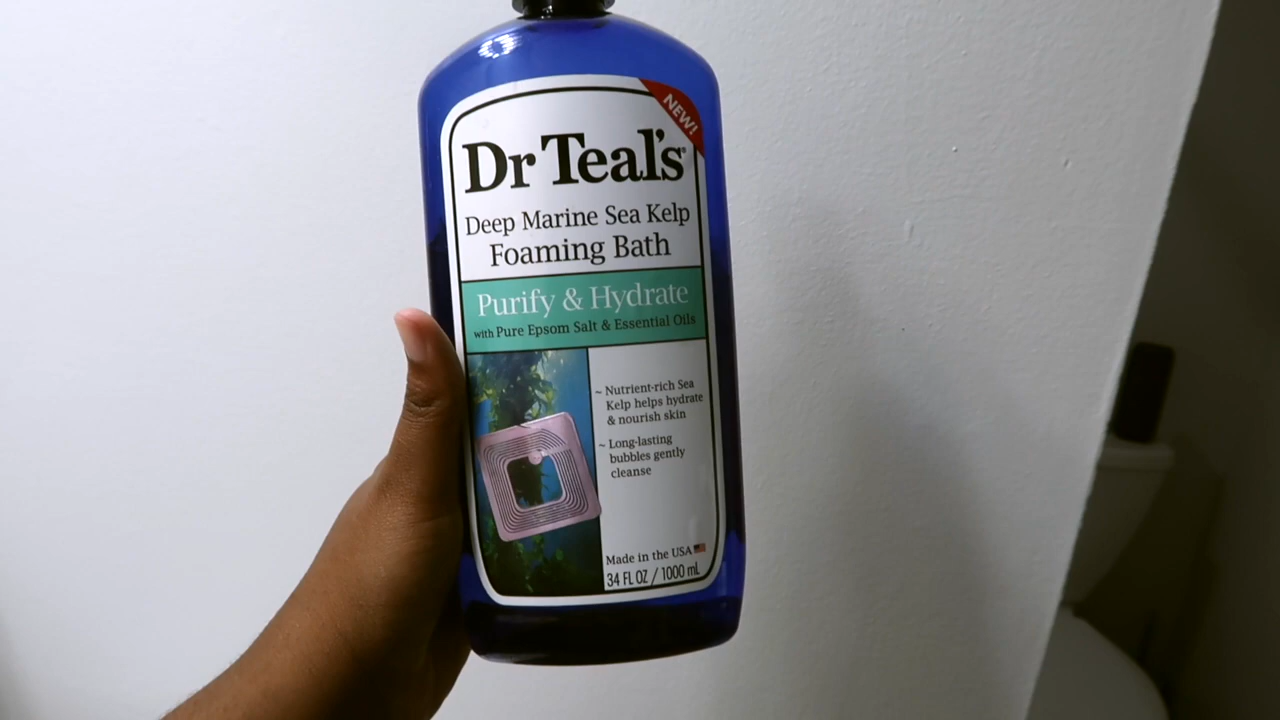 NEW!
Dr Teal's®
Deep Marine Sea Kelp
Foaming Bath
Purify & Hydrate
with Pure Epsom Salt & Essential Oils
~ Nutrient-rich Sea
Kelp helps hydrate
& nourish skin
~ Long-lasting
bubbles gently
cleanse
Made in the USA
34 FL OZ / 1000 mL